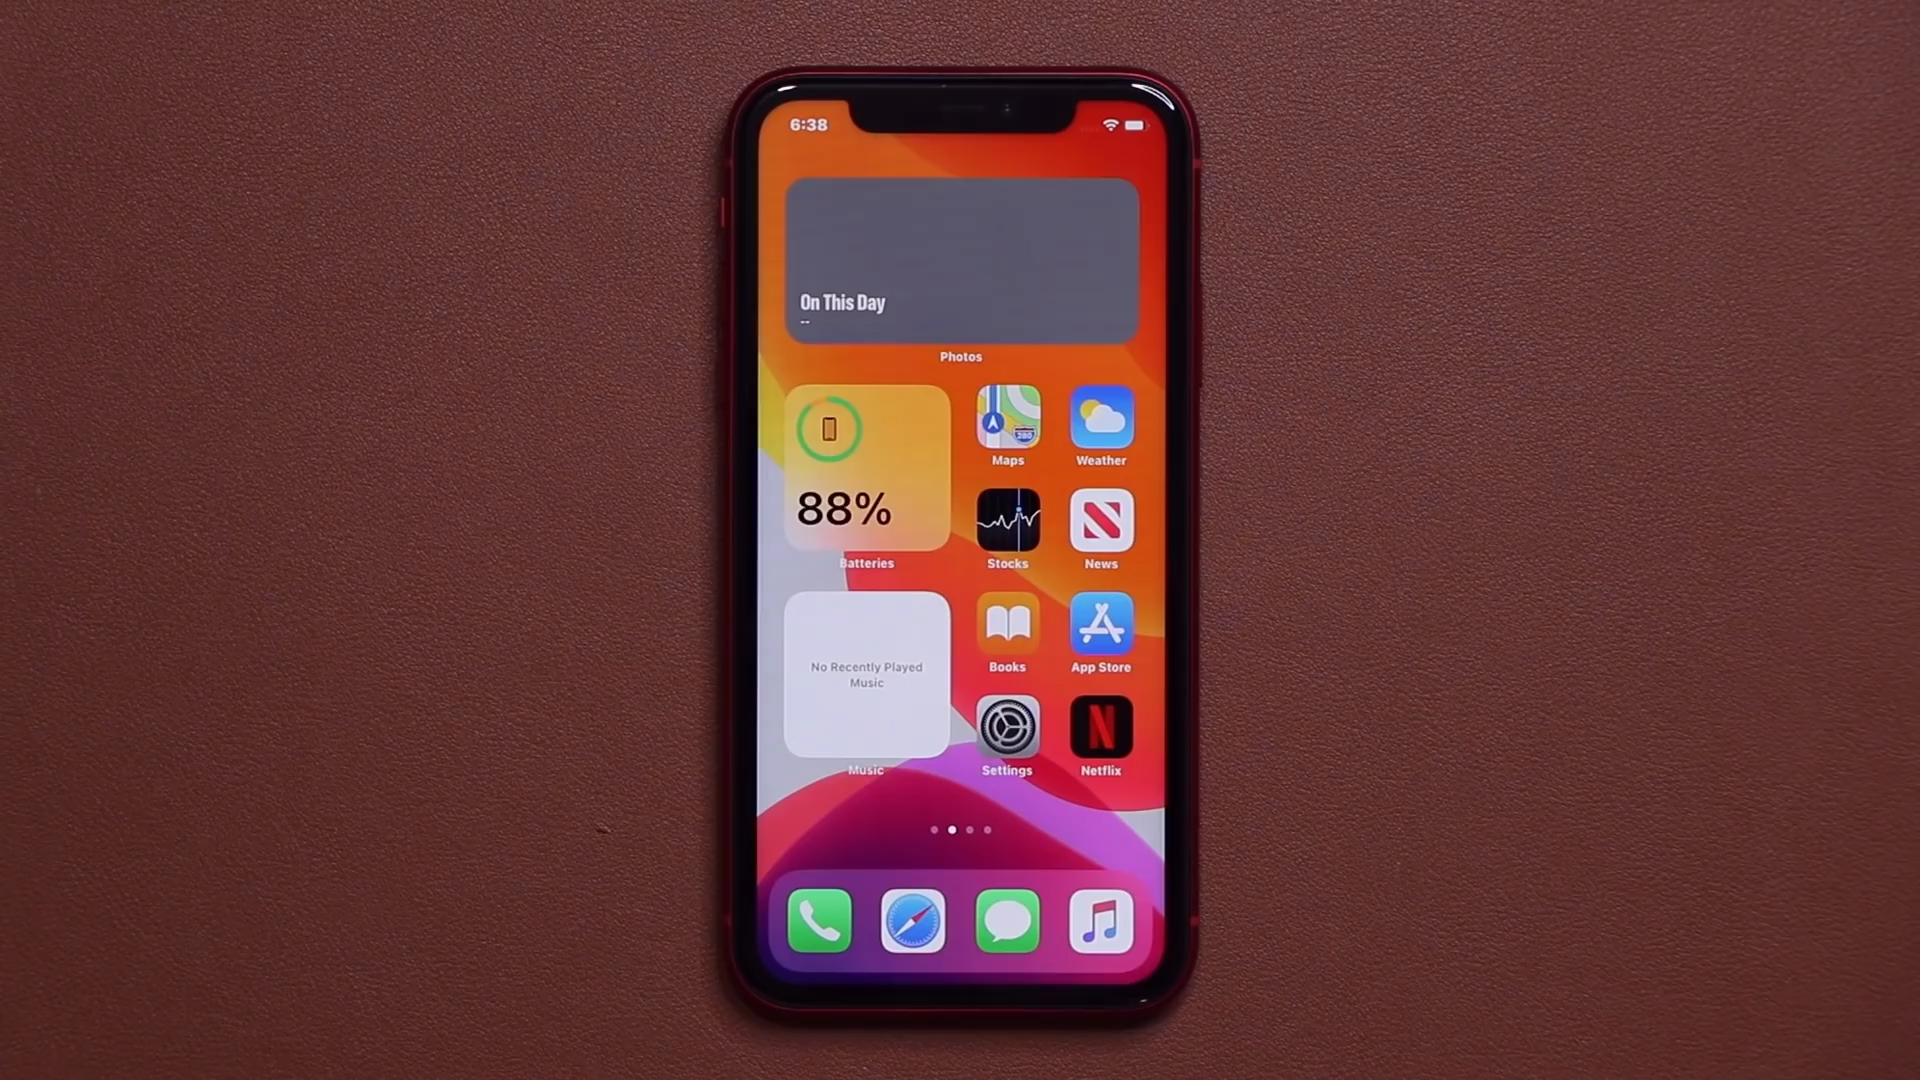 6:38
On This Day
--
Photos
88%
Batteries
280
Maps
Weather
Stocks
News
No Recently Played
Music
Music
Books
App Store
Settings
N
Netflix